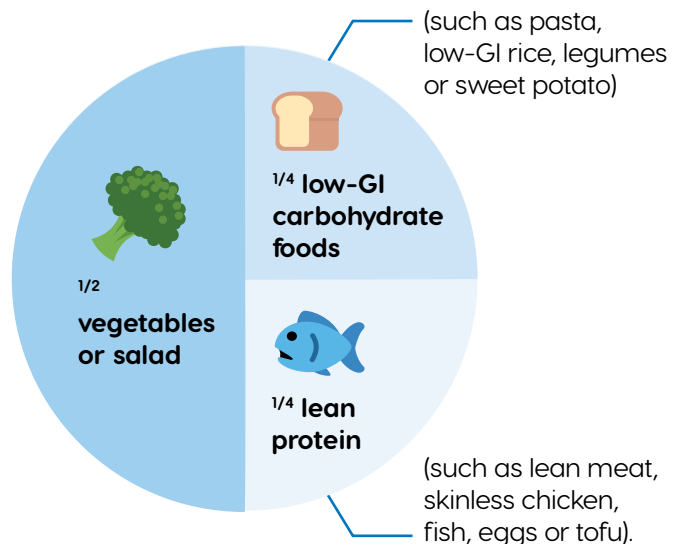 (such as pasta,
low-GI rice, legumes
or sweet potato)
1/4 low-GI
carbohydrate
foods
1/2
vegetables
or salad
1/4 lean
protein
(such as lean meat,
skinless chicken,
fish, eggs or tofu).